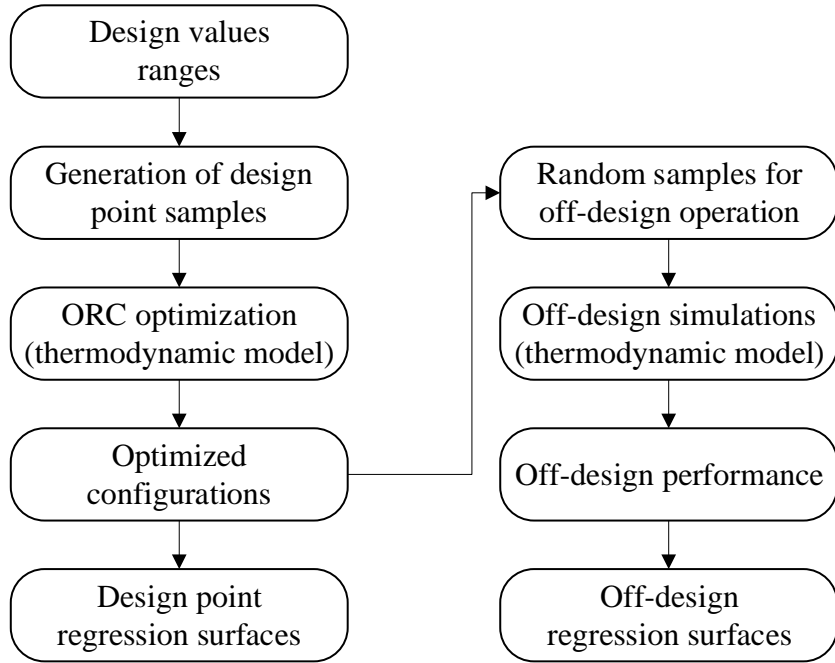 Design values
ranges
Generation of design
point samples
ORC optimization
(thermodynamic model)
Optimized
configurations
Design point
regression surfaces
Random samples for
off-design operation
Off-design simulations
(thermodynamic model)
Off-design performance
Off-design
regression surfaces